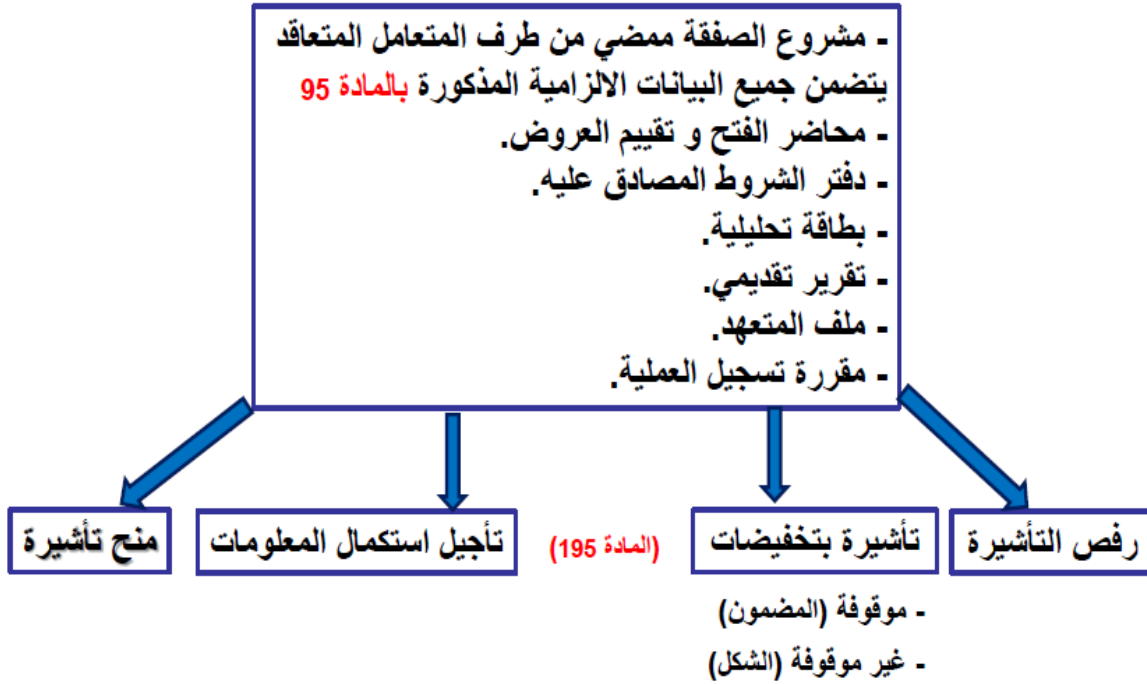 - مشروع الصفقة ممضي من طرف المتعامل المتعاقد
يتضمن جميع البيانات الالزامية المذكورة بالمادة 95
- محاضر الفتح و تقييم العروض.
- دفتر الشروط المصادق عليه.
- بطاقة تحليلية.
- تقرير تقديمي.
- ملف المتعهد.
- مقررة تسجيل العملية.
رفص التأشيرة
تأشيرة بتخفيضات
(المادة 195)
تأجيل استكمال المعلومات
منح تأشيرة
- موقوفة (المضمون)
- غير موقوفة (الشكل)